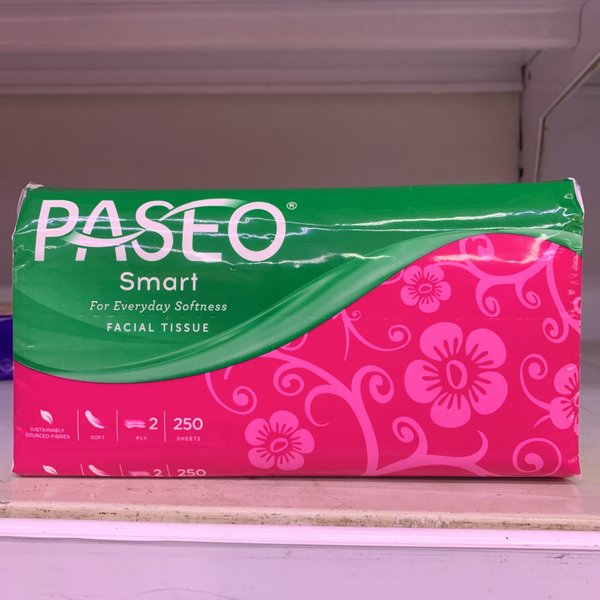 PASEO®
Smart
For Everyday Softness
FACIAL TISSUE
SUSTAINABLY
SOURCED FIBRES
SOFT
2
PLY
250
SHEETS
2
250